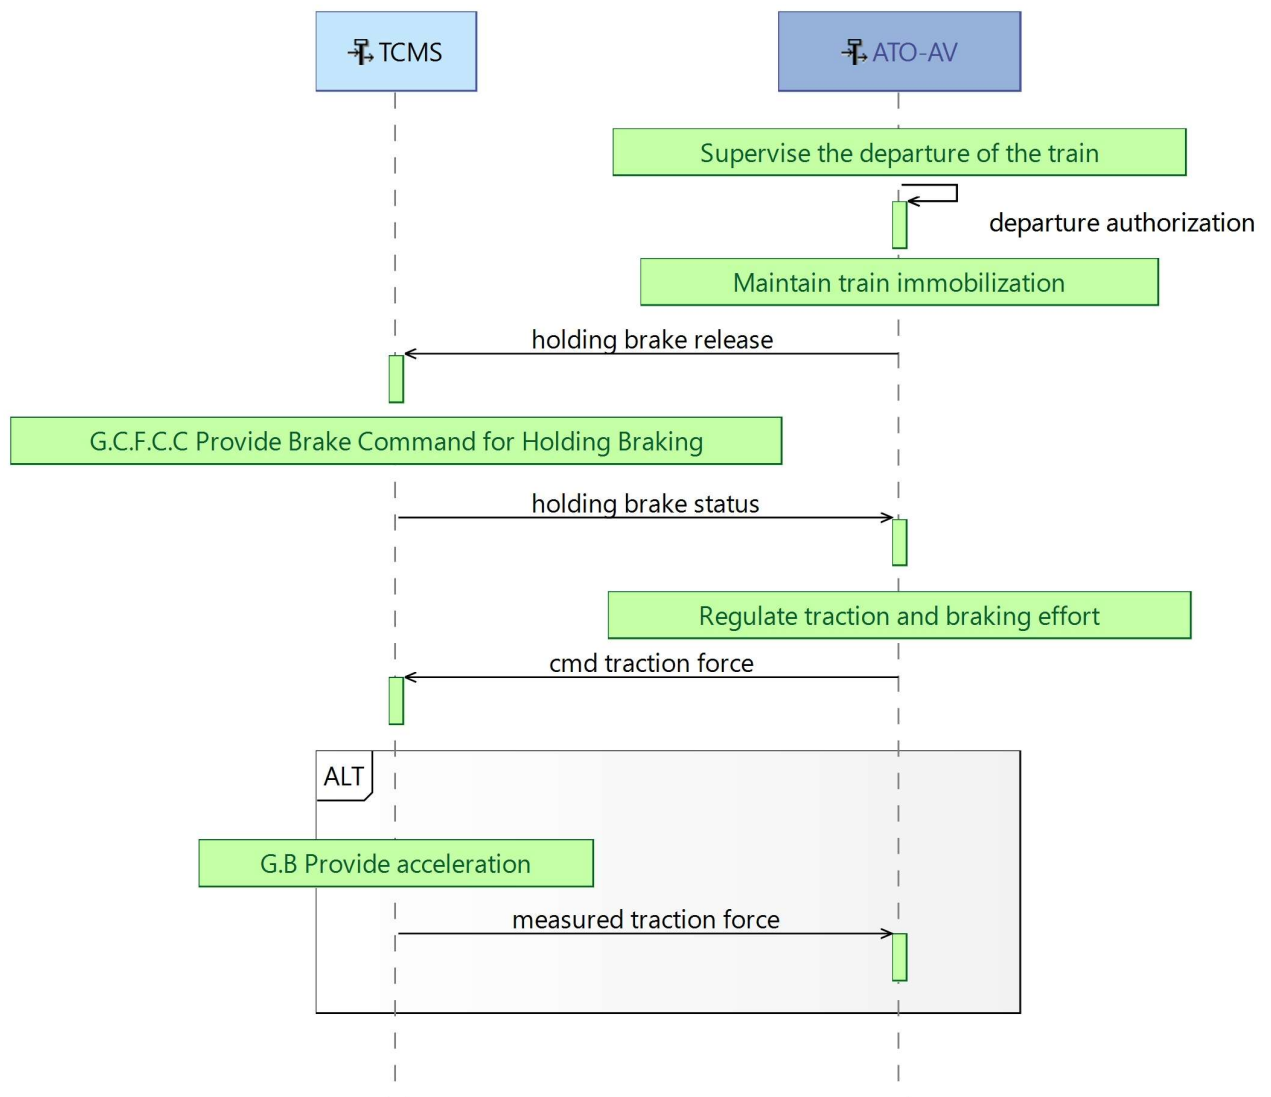 TCMS
ATO-AV
Supervise the departure of the train
departure authorization
Maintain train immobilization
holding brake release
G.C.F.C.C Provide Brake Command for Holding Braking
holding brake status
Regulate traction and braking effort
cmd traction force
ALT
G.B Provide acceleration
measured traction force